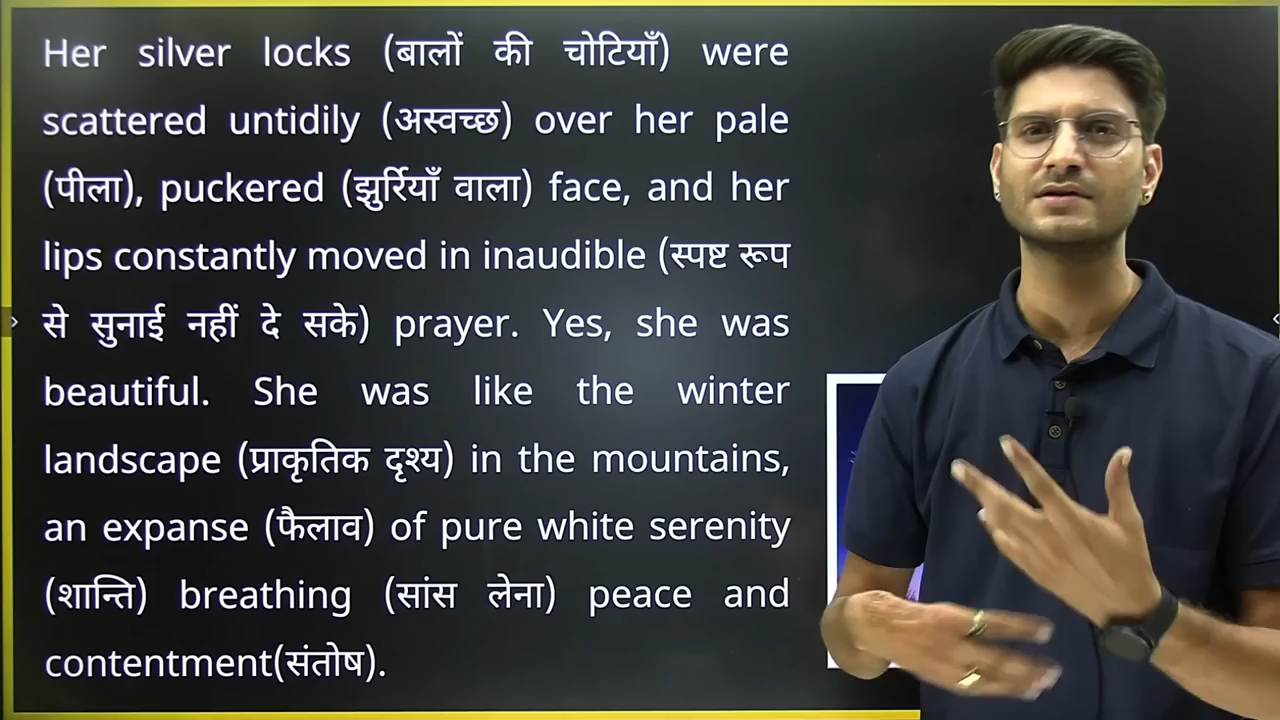 Her silver locks (बालों की चोटियाँ) were
scattered untidily (अस्वच्छ) over her pale
(पीला), puckered (झुर्रियाँ वाला) face, and her
lips constantly moved in inaudible (स्पष्ट रूप
से सुनाई नहीं दे सके) prayer. Yes, she was
beautiful. She was like the winter
landscape (प्राकृतिक दृश्य) in the mountains,
an expanse (फैलाव) of pure white serenity
(शान्ति) breathing (सांस लेना) peace and
contentment(संतोष).